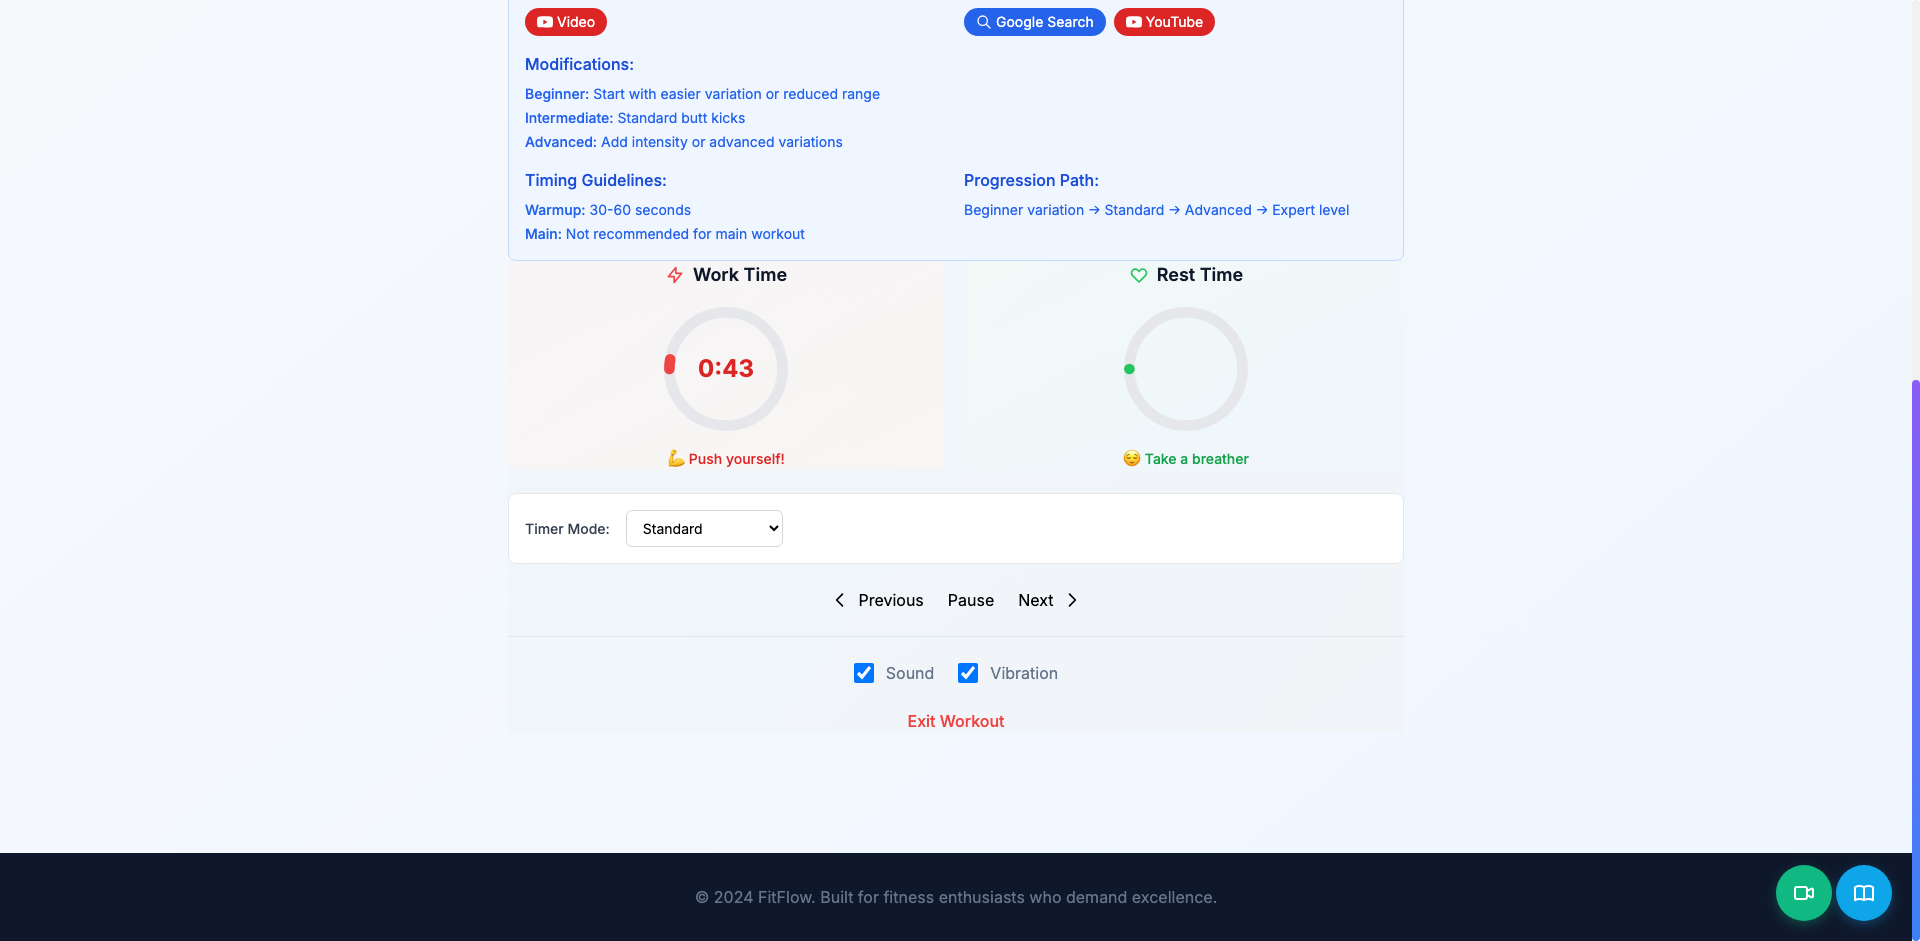 Video
Google Search
YouTube
Modifications:
Beginner: Start with easier variation or reduced range
Intermediate: Standard butt kicks
Advanced: Add intensity or advanced variations
Timing Guidelines:
Warmup: 30-60 seconds
Main: Not recommended for main workout
Progression Path:
Beginner variation → Standard → Advanced → Expert level
Work Time
0:43
💪 Push yourself!
Rest Time
😌 Take a breather
Timer Mode:
Standard
Previous
Pause
Next
Sound
Vibration
Exit Workout
© 2024 FitFlow. Built for fitness enthusiasts who demand excellence.